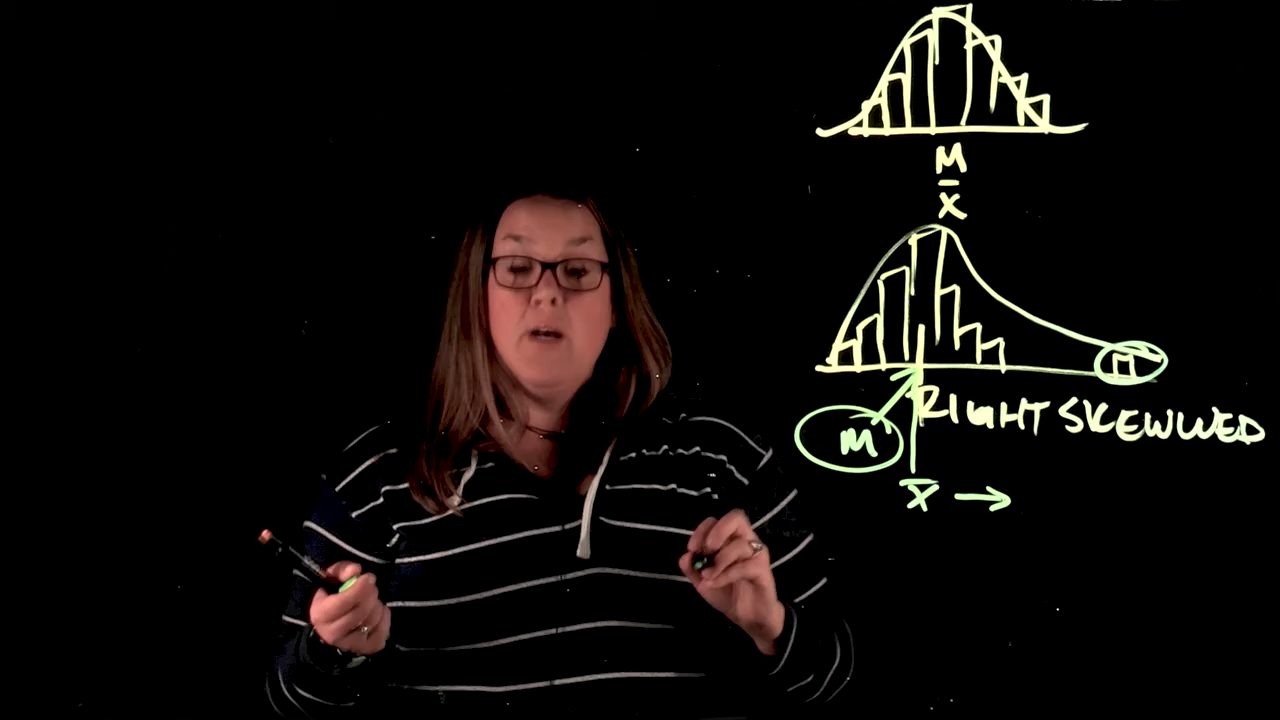 M
x̄
RIGHT SKEWWED
M
x̄ →